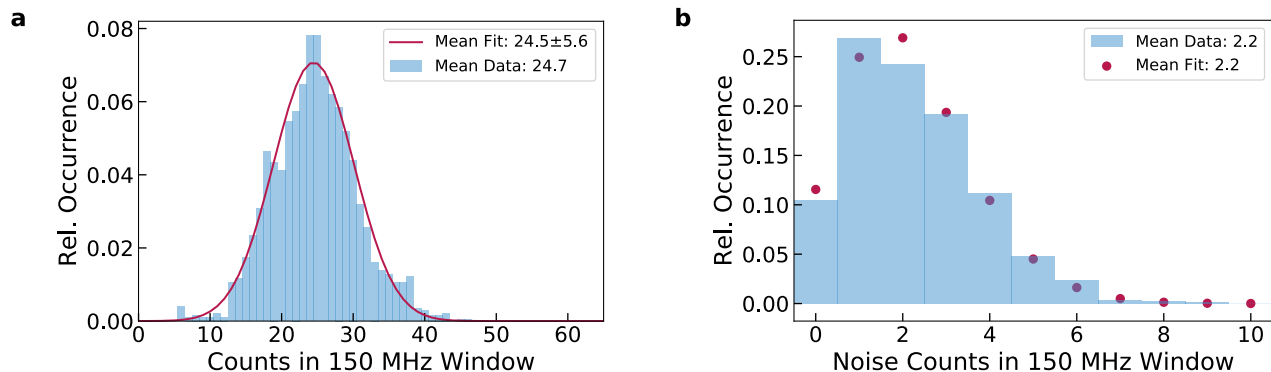 a
Rel. Occurrence
0.08
0.06
0.04
0.02
0.00
Mean Fit: 24.5±5.6
Mean Data: 24.7
0 10 20 30 40 50 60
Counts in 150 MHz Window
b
Rel. Occurrence
0.25
0.20
0.15
0.10
0.05
0.00
Mean Data: 2.2
Mean Fit: 2.2
0 2 4 6 8 10
Noise Counts in 150 MHz Window